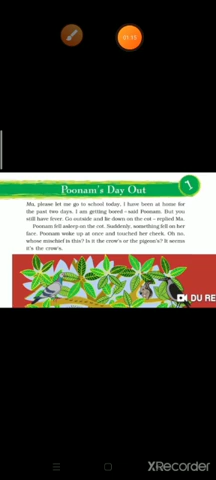 01:13
Poonam's Day Out
1
Ma, please let me go to school today. I have been at home for
the past two days. I am getting bored – said Poonam. But you
still have fever. Go outside and lie down on the cot – replied Ma.
Poonam fell asleep on the cot. Suddenly, something fell on her
face. Poonam woke up at once and touched her cheek. Oh no,
whose mischief is this? Is it the crow's or the pigeon's? It seems
it's the crow's.
DU RE
XRecorder